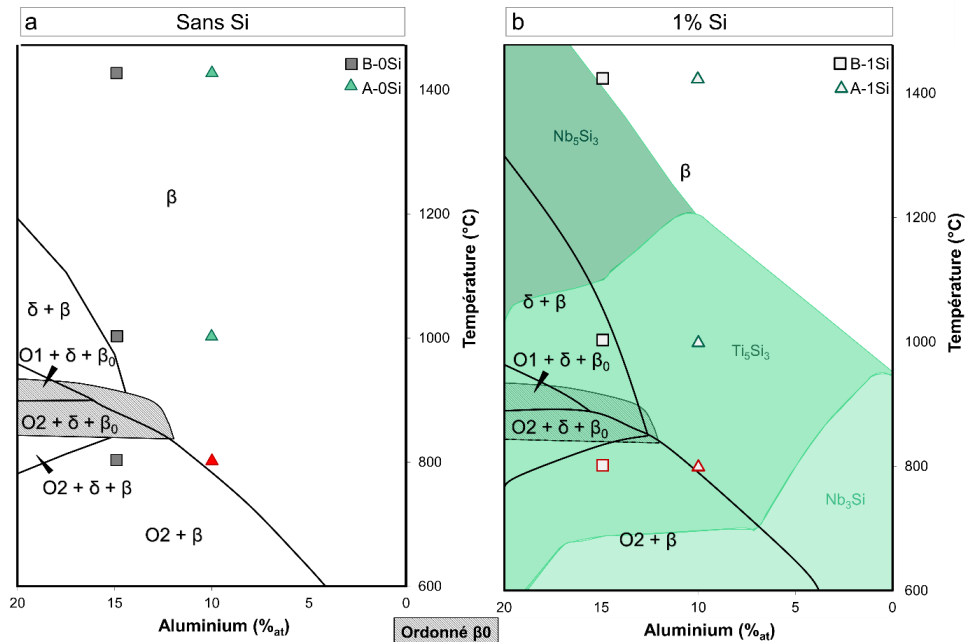 a
Sans Si
B-0Si
A-0Si
1400
β
1200
Température (°C)
δ + β
1000
O1 + δ + β₀
O2 + δ + β₀
800
O2 + δ + β
O2 + β
600
20
15
10
5
0
Aluminium (%at)
Ordonné β0
b
1% Si
B-1Si
A-1Si
1400
Nb₅Si₃
β
1200
Température (°C)
δ + β
1000
Ti₅Si₃
O1 + δ + β₀
O2 + δ + β₀
800
Nb₃Si
O2 + β
600
20
15
10
5
0
Aluminium (%at)